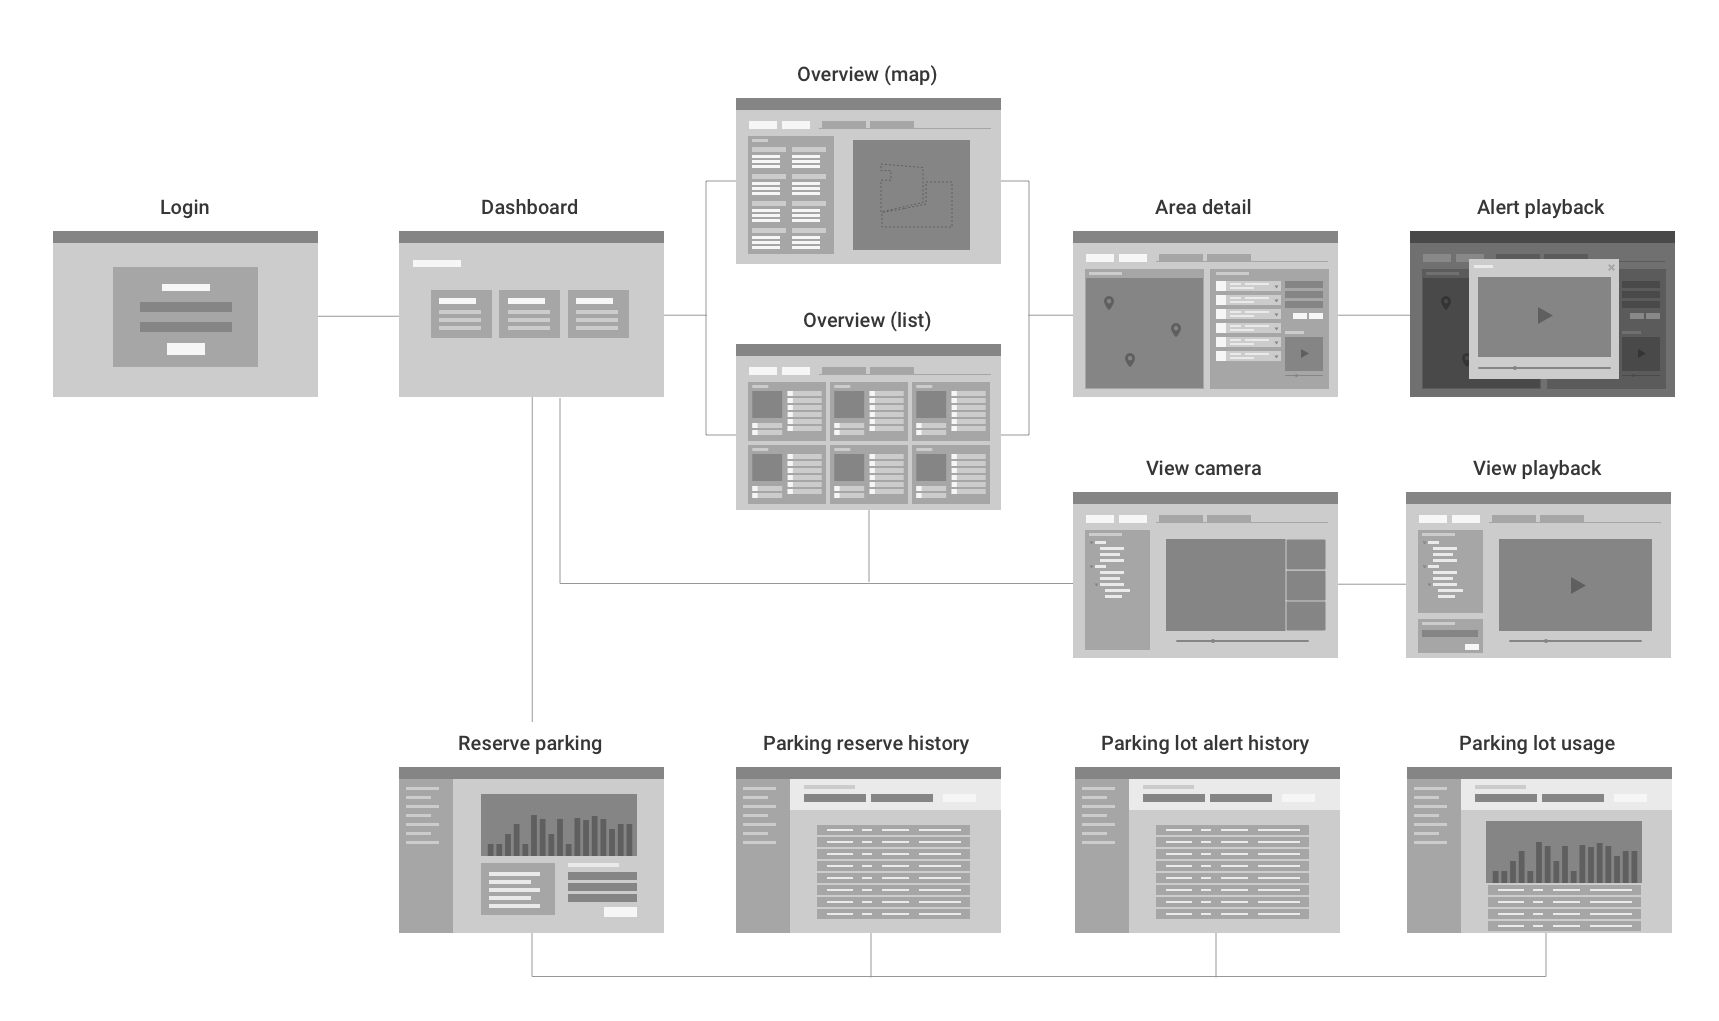 Overview (map)
Login
Dashboard
Area detail
Alert playback
Overview (list)
View camera
View playback
Reserve parking
Parking reserve history
Parking lot alert history
Parking lot usage